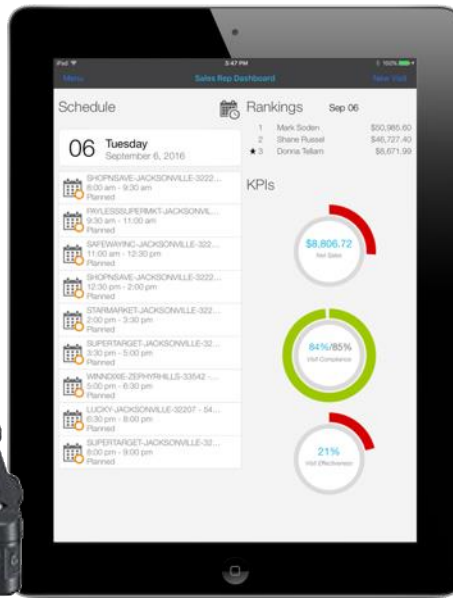 iPad
5:47 PM
100%
Menu
Sales Rep Dashboard
New Visit
Schedule
06 Tuesday
September 6, 2016
SHOPNSAVE-JACKSONVILLE-3222...
8:00 am - 9:30 am
Planned
PAYLESSSUPERMKT-JACKSONVIL...
9:30 am - 11:00 am
Planned
SAFEWAYINC-JACKSONVILLE-322...
11:00 am - 12:30 pm
Planned
SHOPNSAVE-JACKSONVILLE-3222...
12:30 pm - 2:00 pm
Planned
STARMARKET-JACKSONVILLE-322...
2:00 pm - 3:30 pm
Planned
SUPERTARGET-JACKSONVILLE-32...
3:30 pm - 5:00 pm
Planned
WINNDIXIE-ZEPHYRHILLS-33542 -...
5:00 pm - 6:30 pm
Planned
LUCKY-JACKSONVILLE-32207 - 54...
6:30 pm - 8:00 pm
Planned
SUPERTARGET-JACKSONVILLE-32...
8:00 pm - 9:00 pm
Planned
Rankings Sep 06
1 Mark Soden $50,985.60
2 Shane Russel $46,727.40
★ 3 Donna Tellam $8,671.99
KPIs
$8,806.72
Net Sales
84%/85%
Visit Compliance
21%
Visit Effectiveness